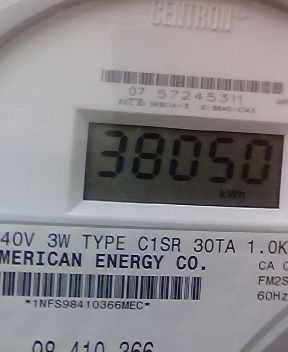 CENTRON®
07 57245311
38050
kWh
40V 3W TYPE C1SR 30TA 1.0K
MERICAN ENERGY CO.
CA 0
FM2S
60Hz
*1NFS98410366MEC*
98 410 366